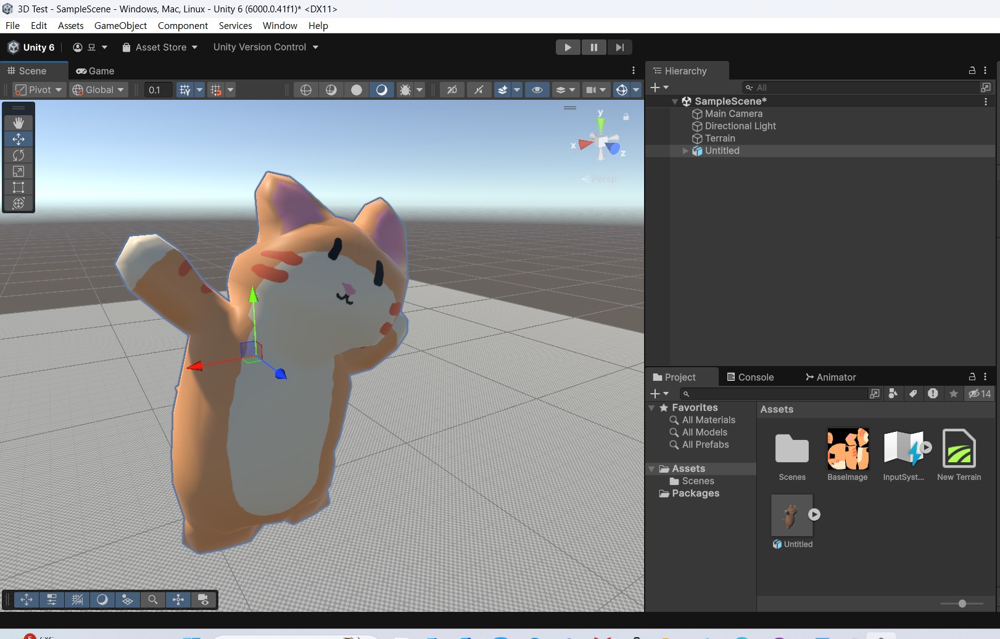 3D Test - SampleScene - Windows, Mac, Linux - Unity 6 (6000.0.41f1)* <DX11>
File Edit Assets GameObject Component Services Window Help
Unity 6 묘 Asset Store Unity Version Control
Scene Game
Pivot Global 0.1 2D
y
x
z
Persp
Hierarchy
All
SampleScene*
Main Camera
Directional Light
Terrain
Untitled
Project Console Animator
14
Favorites
All Materials
All Models
All Prefabs
Assets
Scenes
Packages
Assets
Scenes BaseImage InputSyst... New Terrain
Untitled